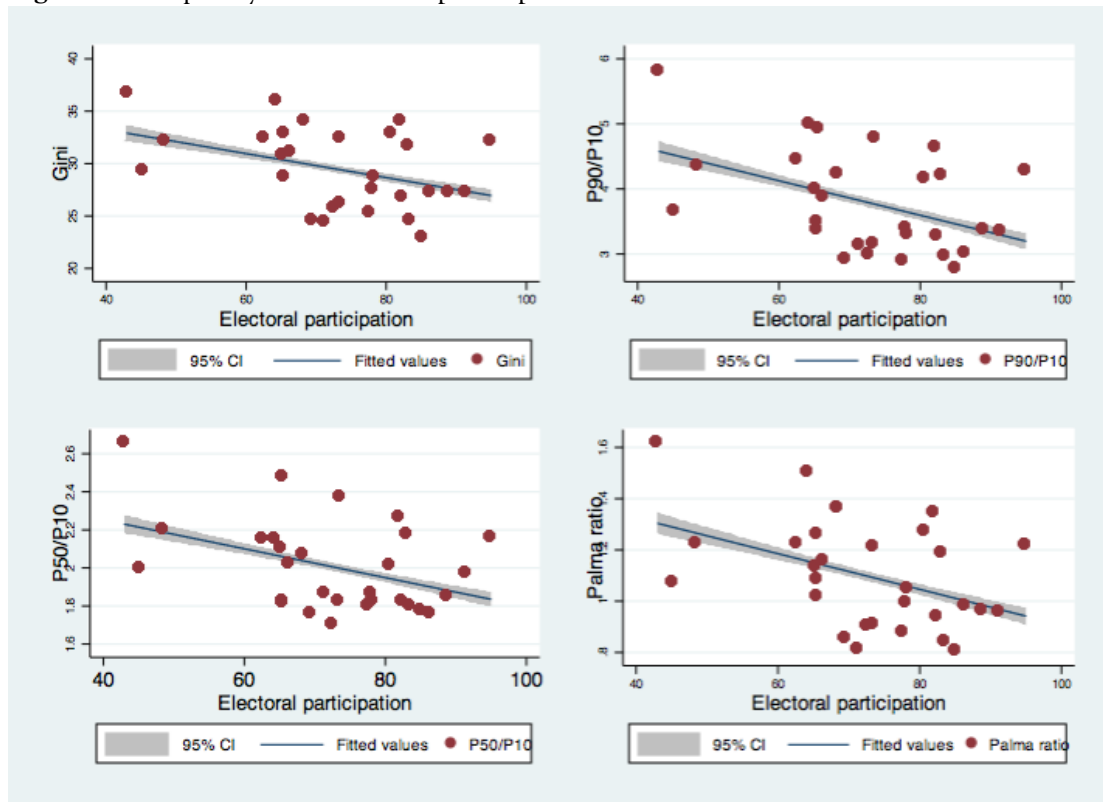 40
35
30
25
20
Gini
40 60 80 100
Electoral participation
95% CI Fitted values Gini
6
5
4
3
P90/P10
40 60 80 100
Electoral participation
95% CI Fitted values P90/P10
2.6
2.4
2.2
2
1.8
1.6
P50/P10
40 60 80 100
Electoral participation
95% CI Fitted values P50/P10
1.6
1.4
1.2
1
.8
Palma ratio
40 60 80 100
Electoral participation
95% CI Fitted values Palma ratio